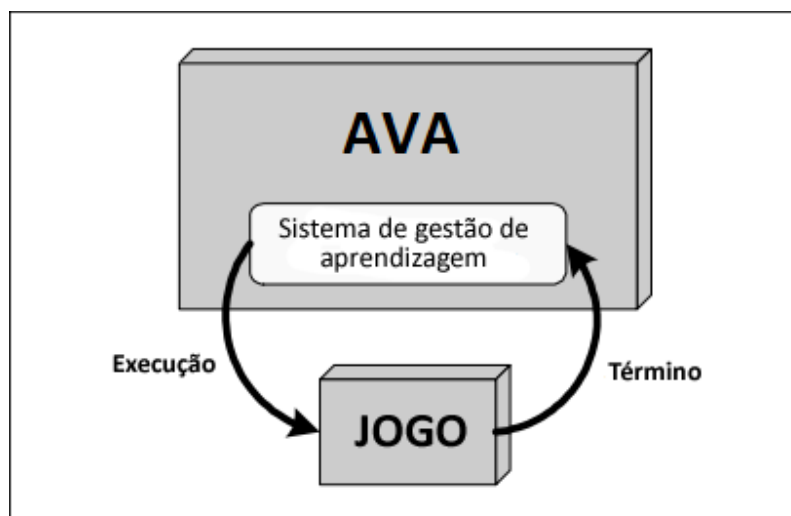 AVA
Sistema de gestão de
aprendizagem
Execução
Término
JOGO